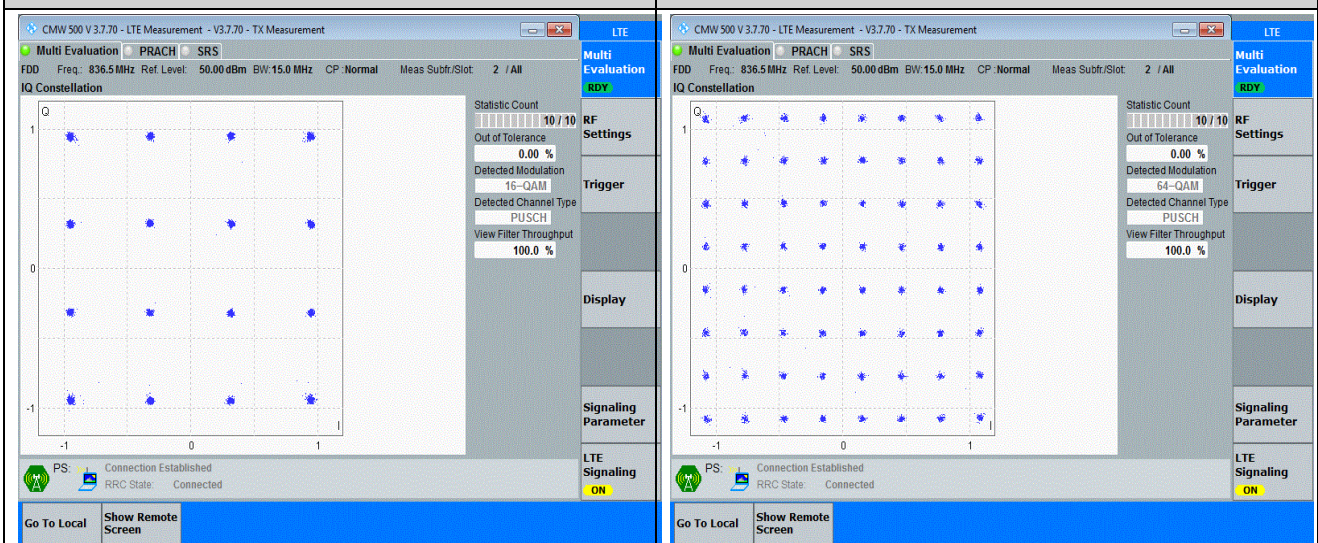 CMW 500 V 3.7.70 - LTE Measurement - V3.7.70 - TX Measurement
LTE
Multi Evaluation PRACH SRS
Multi
Evaluation
RDY
FDD Freq.: 836.5 MHz Ref. Level: 50.00 dBm BW: 15.0 MHz CP : Normal Meas Subfr./Slot: 2 / All
IQ Constellation
Q
1
0
-1
-1 0 1
I
Statistic Count
10 / 10
Out of Tolerance
0.00 %
Detected Modulation
16-QAM
Detected Channel Type
PUSCH
View Filter Throughput
100.0 %
RF
Settings
Trigger
Display
Signaling
Parameter
LTE
Signaling
ON
PS: Connection Established
RRC State: Connected
Go To Local
Show Remote
Screen
CMW 500 V 3.7.70 - LTE Measurement - V3.7.70 - TX Measurement
LTE
Multi Evaluation PRACH SRS
Multi
Evaluation
RDY
FDD Freq.: 836.5 MHz Ref. Level: 50.00 dBm BW: 15.0 MHz CP : Normal Meas Subfr./Slot: 2 / All
IQ Constellation
Q
1
0
-1
-1 0 1
I
Statistic Count
10 / 10
Out of Tolerance
0.00 %
Detected Modulation
64-QAM
Detected Channel Type
PUSCH
View Filter Throughput
100.0 %
RF
Settings
Trigger
Display
Signaling
Parameter
LTE
Signaling
ON
PS: Connection Established
RRC State: Connected
Go To Local
Show Remote
Screen